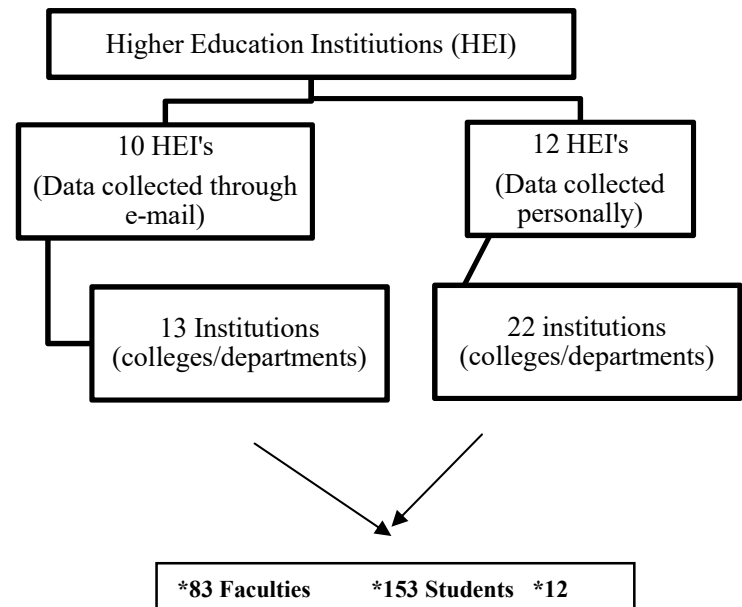 Higher Education Institiutions (HEI)
10 HEI's
(Data collected through
e-mail)
12 HEI's
(Data collected
personally)
13 Institutions
(colleges/departments)
22 institutions
(colleges/departments)
*83 Faculties *153 Students *12